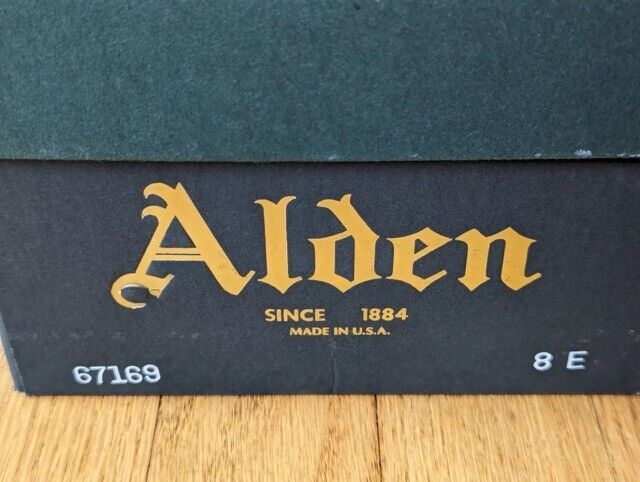 Alden
SINCE 1884
MADE IN U.S.A.
67169 8 E